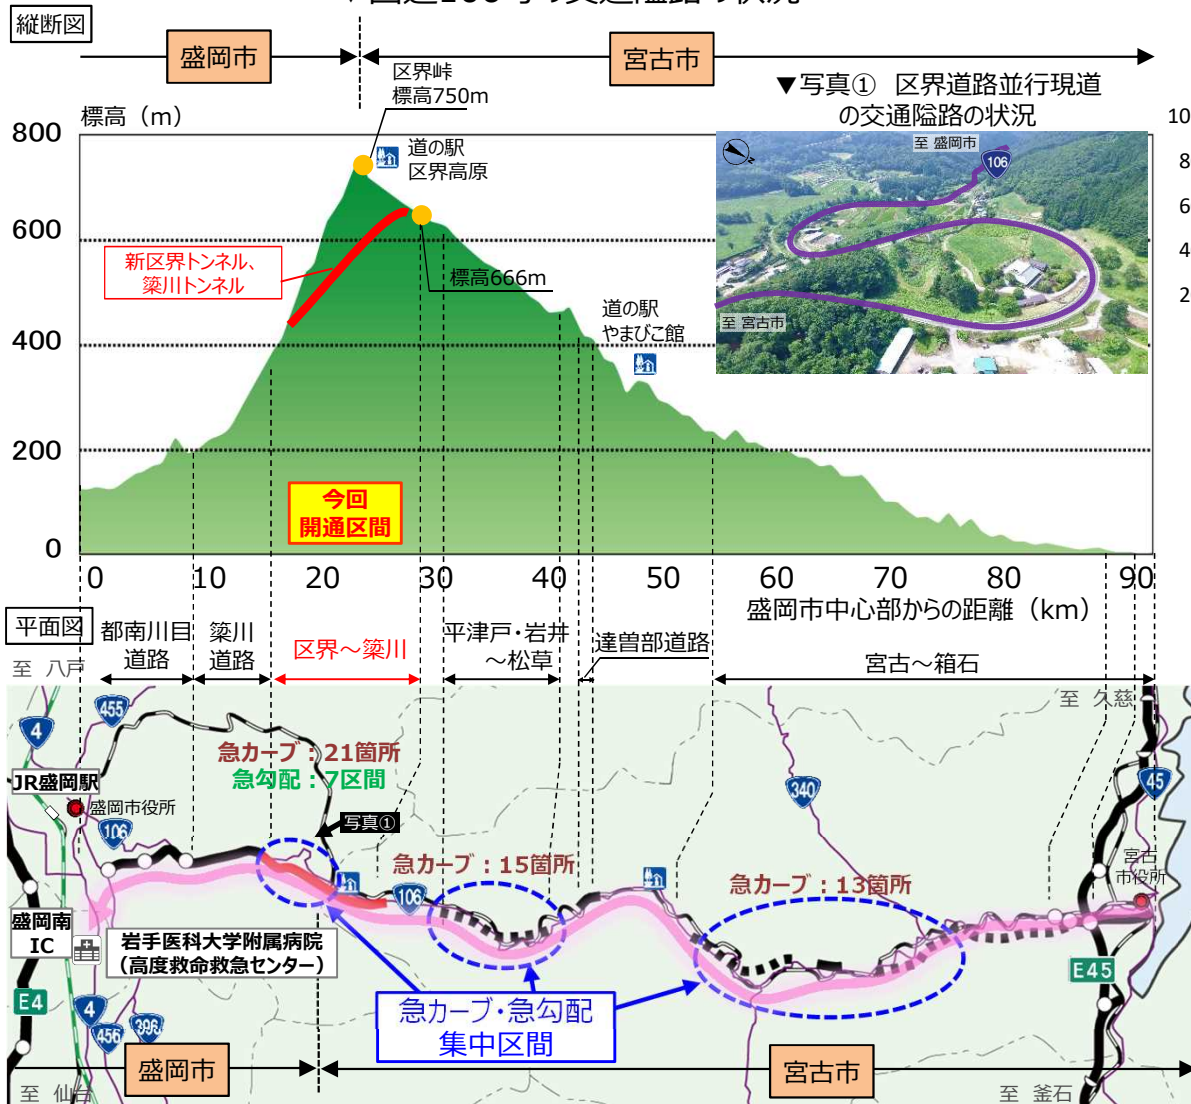 縦断図
盛岡市
宮古市
区界峠
標高750m
▼写真① 区界道路並行現道
の交通隘路の状況
標高（m）
道の駅
区界高原
至 盛岡市
106
N
至 宮古市
新区界トンネル、
簗川トンネル
標高666m
道の駅
やまびこ館
今回
開通区間
800
600
400
200
0
10
8
6
4
2
0
10
20
30
40
50
60
70
80
90
盛岡市中心部からの距離（km）
平面図
都南川目
道路
簗川
道路
区界～簗川
平津戸・岩井
～松草
達曽部道路
宮古～箱石
至 八戸
至 久慈
455
4
急カーブ：21箇所
急勾配：7区間
JR盛岡駅
盛岡市役所
106
写真①
急カーブ：15箇所
340
45
急カーブ：13箇所
宮古
市役所
106
盛岡南
IC
岩手医科大学附属病院
（高度救命救急センター）
E4
4
456
396
E45
急カーブ・急勾配
集中区間
盛岡市
宮古市
至 仙台
至 釜石